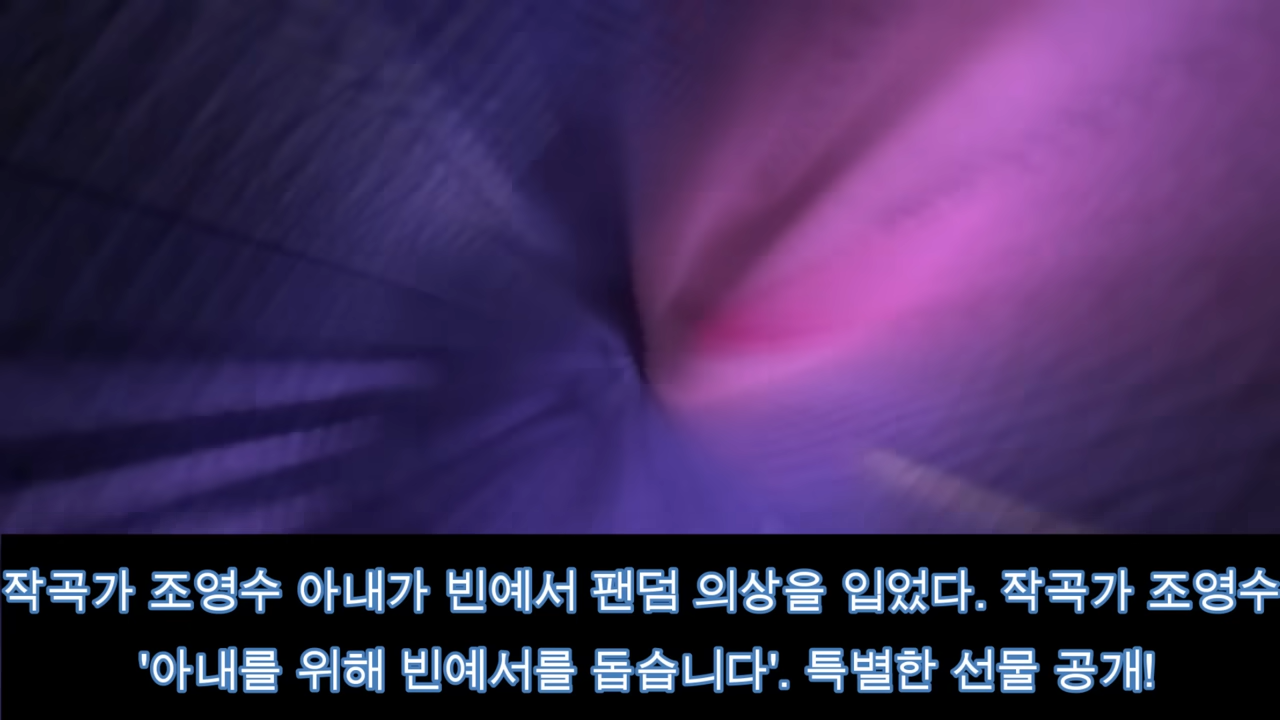 작곡가 조영수 아내가 빈예서 팬덤 의상을 입었다. 작곡가 조영수
'아내를 위해 빈예서를 돕습니다'. 특별한 선물 공개!